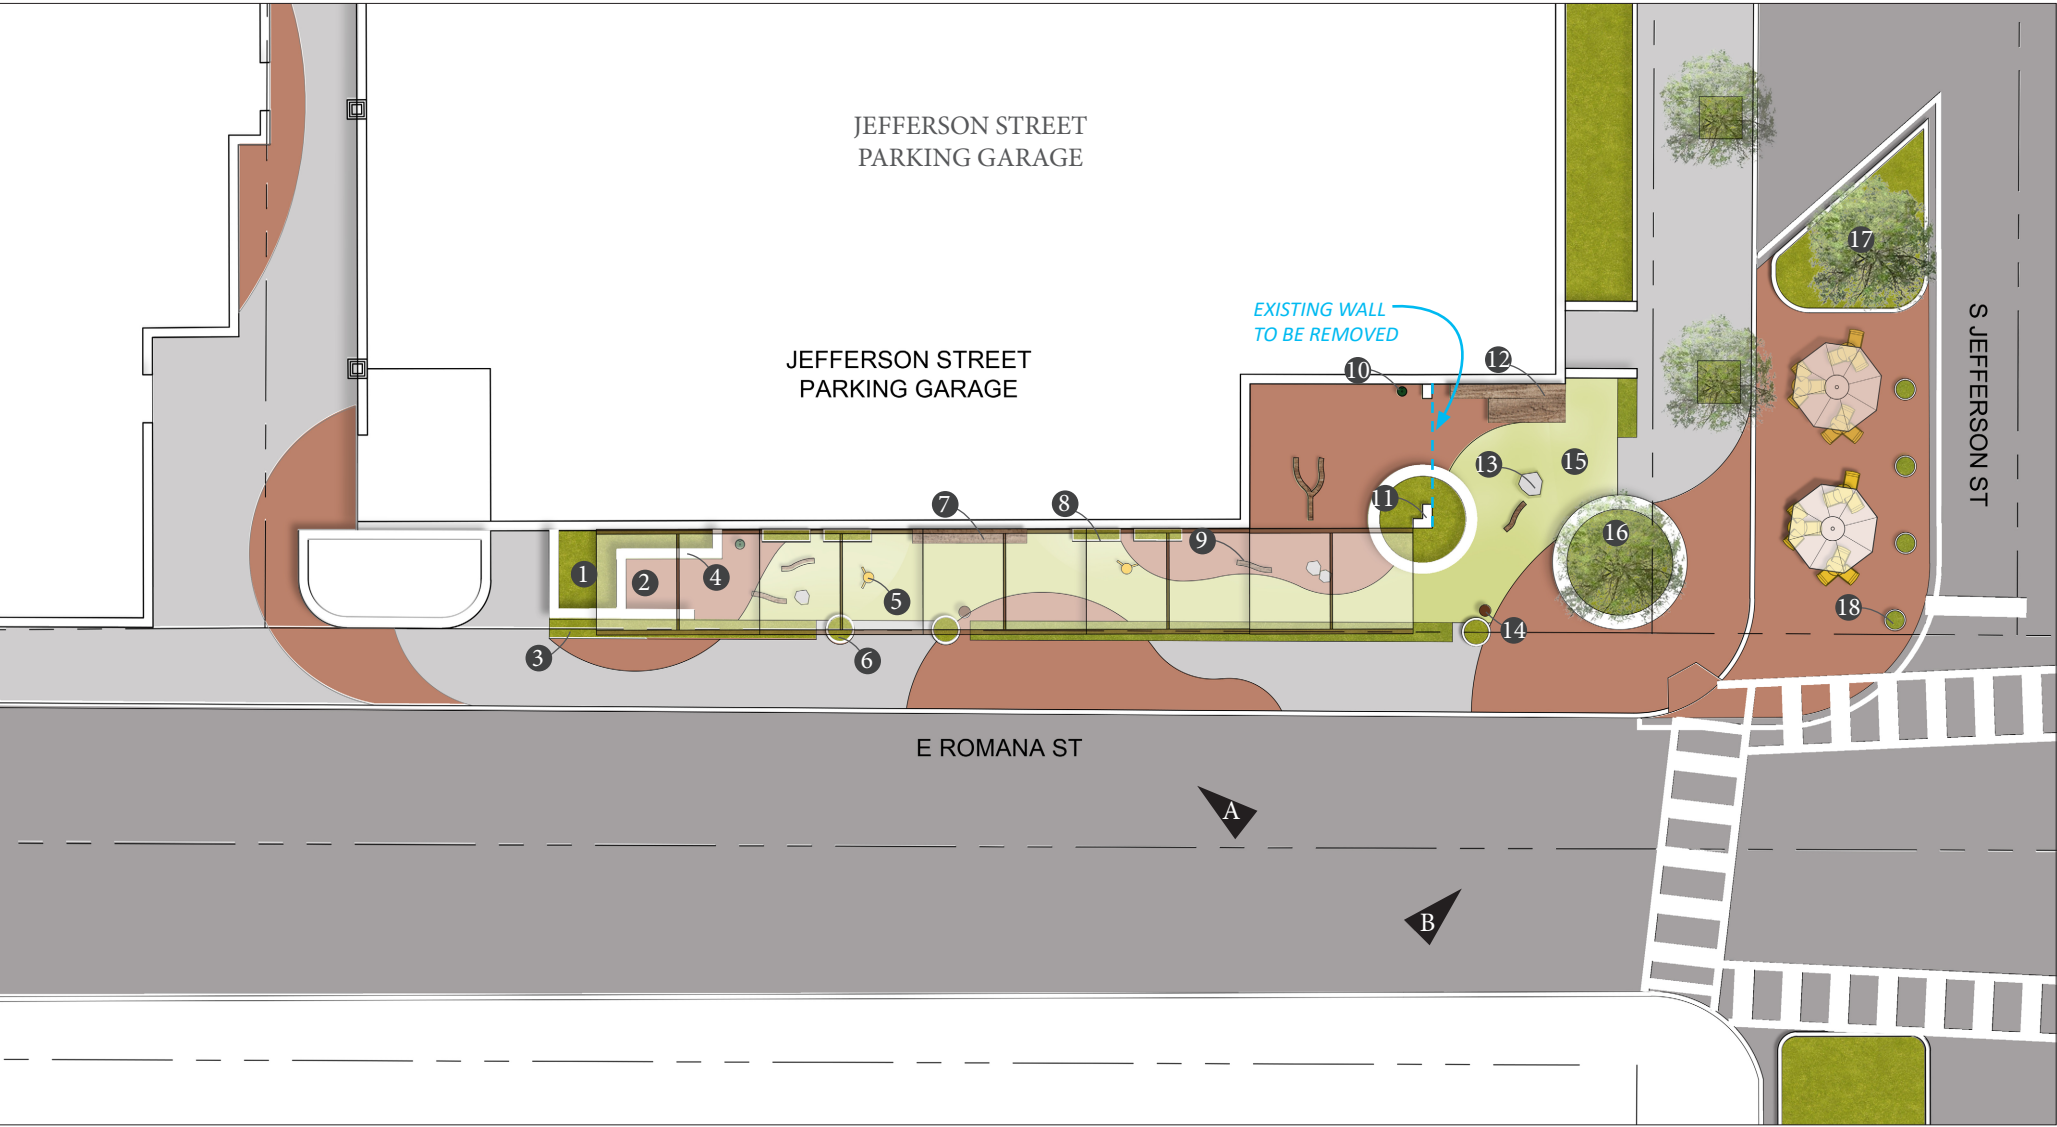 JEFFERSON STREET
PARKING GARAGE
17
EXISTING WALL
TO BE REMOVED
S JEFFERSON ST
JEFFERSON STREET
PARKING GARAGE
10
12
13
15
11
7
8
9
16
1
2
4
5
18
3
6
14
E ROMANA ST
A
B